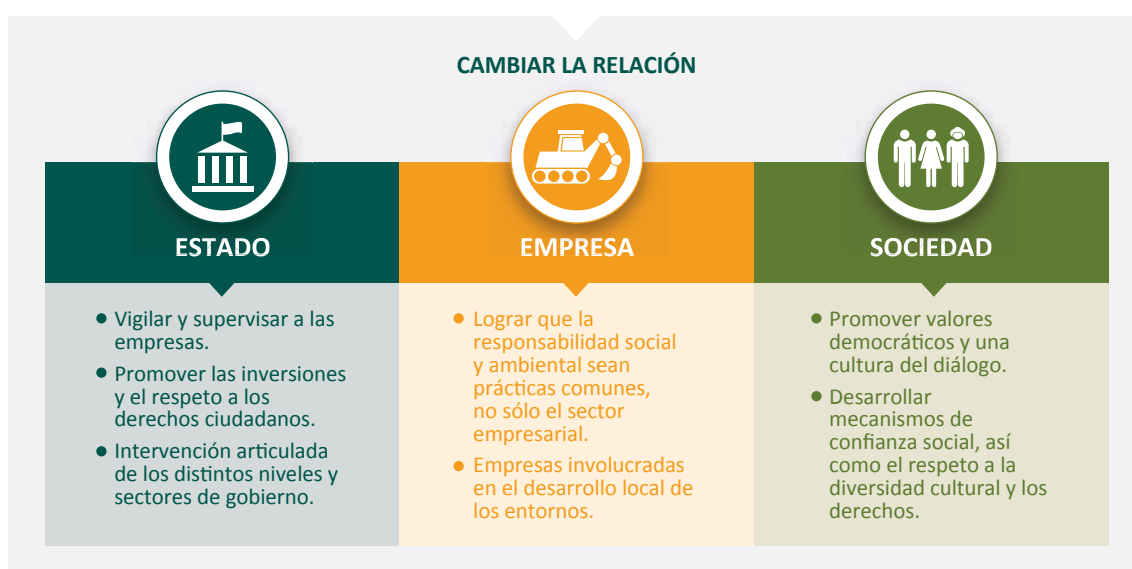 CAMBIAR LA RELACIÓN
ESTADO
• Vigilar y supervisar a las
empresas.
• Promover las inversiones
y el respeto a los
derechos ciudadanos.
• Intervención articulada
de los distintos niveles y
sectores de gobierno.
EMPRESA
• Lograr que la
responsabilidad social
y ambiental sean
prácticas comunes,
no sólo el sector
empresarial.
• Empresas involucradas
en el desarrollo local de
los entornos.
SOCIEDAD
• Promover valores
democráticos y una
cultura del diálogo.
• Desarrollar
mecanismos de
confianza social, así
como el respeto a la
diversidad cultural y los
derechos.